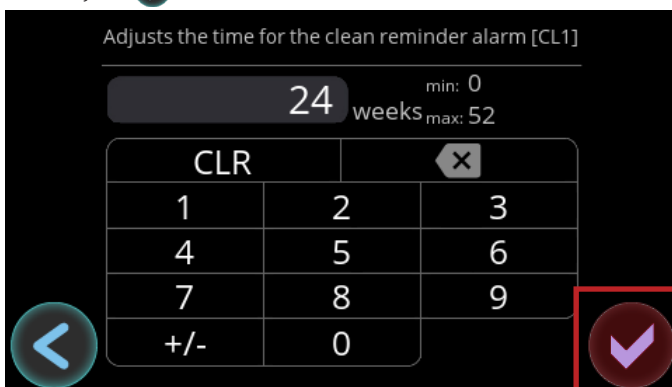 Adjusts the time for the clean reminder alarm [CL1]
24 weeks min: 0
max: 52
CLR
1 2 3
4 5 6
7 8 9
+/- 0